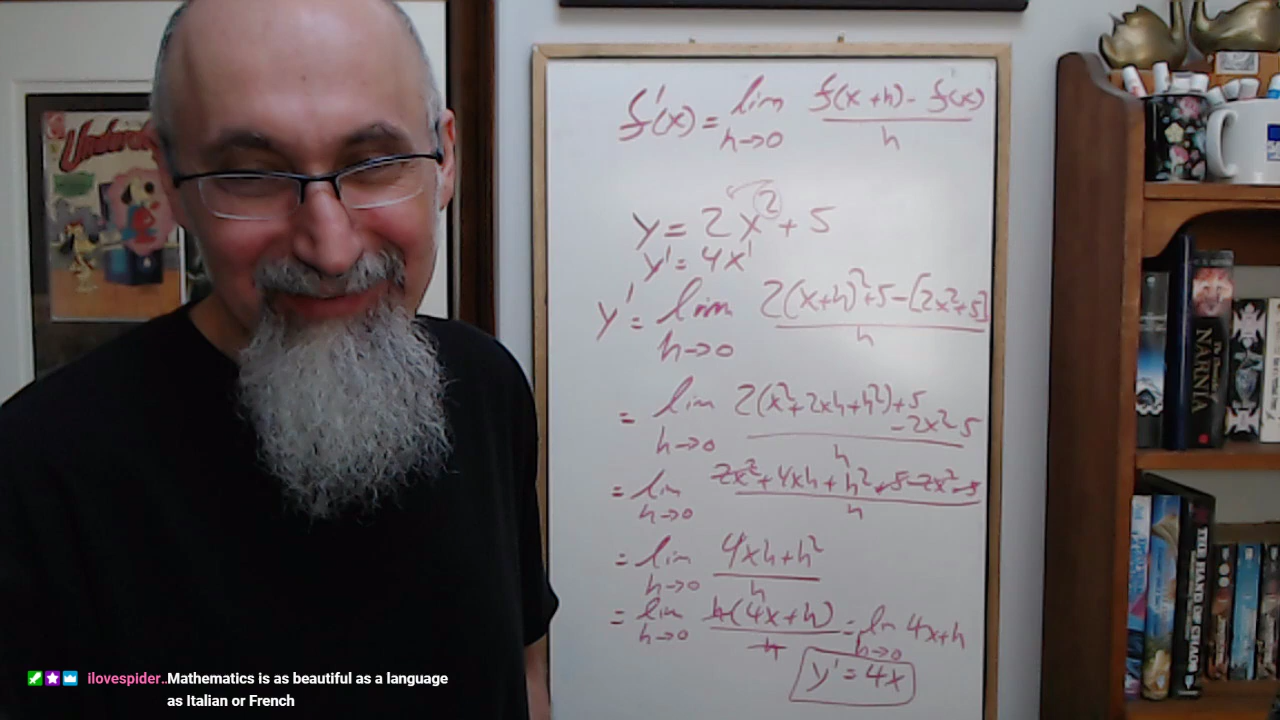 f'(x) = lim h→0 f(x+h) - f(x) / h
y = 2x² + 5
y' = 4x¹
y' = lim h→0 2(x+h)²+5-[2x²+5] / h
= lim h→0 2(x²+2xh+h²)+5 -2x²-5 / h
= lim h→0 2x²+4xh+h²+5-2x²-5 / h
= lim h→0 4xh+h² / h
= lim h→0 h(4x+h) / h = lim h→0 4x+h
y' = 4x
NARNIA
THE HAND OF CHAOS
ilovespider..Mathematics is as beautiful as a language
as Italian or French